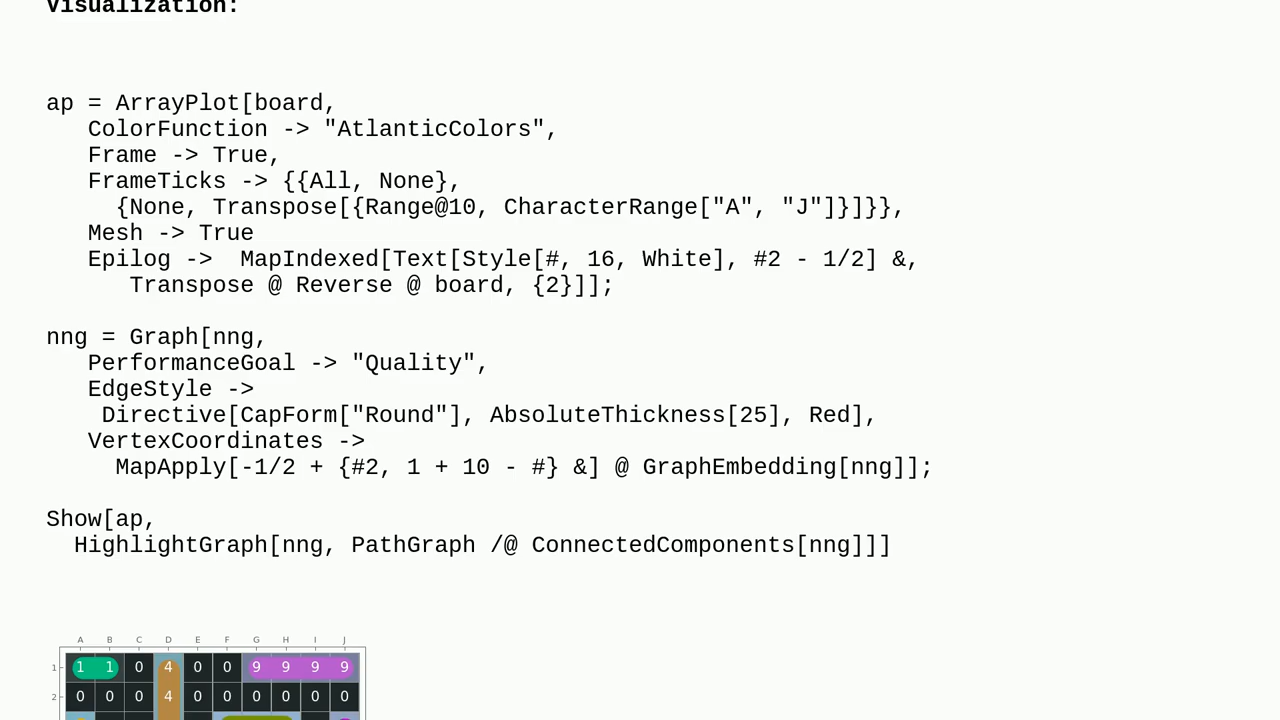 Visualization:
ap = ArrayPlot[board,
   ColorFunction -> "AtlanticColors",
   Frame -> True,
   FrameTicks -> {{All, None},
     {None, Transpose[{Range@10, CharacterRange["A", "J"]}]}},
   Mesh -> True
   Epilog ->  MapIndexed[Text[Style[#, 16, White], #2 - 1/2] &,
      Transpose @ Reverse @ board, {2}]];
nng = Graph[nng,
   PerformanceGoal -> "Quality",
   EdgeStyle ->
    Directive[CapForm["Round"], AbsoluteThickness[25], Red],
   VertexCoordinates ->
     MapApply[-1/2 + {#2, 1 + 10 - #} &] @ GraphEmbedding[nng]];
Show[ap,
  HighlightGraph[nng, PathGraph /@ ConnectedComponents[nng]]]
A B C D E F G H I J
1 1 1 0 4 0 0 9 9 9 9
2 0 0 0 4 0 0 0 0 0 0